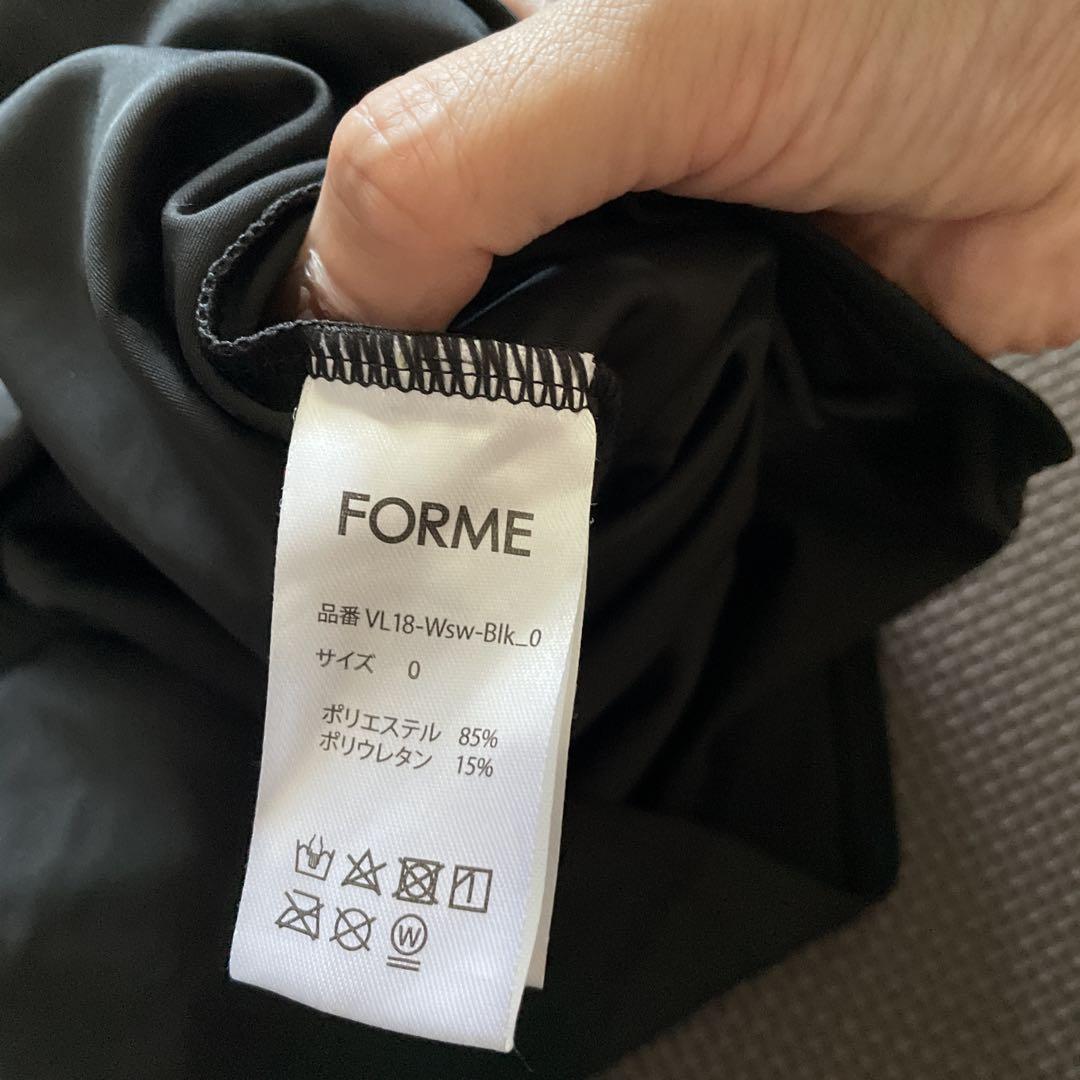 FORME
品番 VL18-Wsw-Blk_0
サイズ 0
ポリエステル 85%
ポリウレタン 15%
W